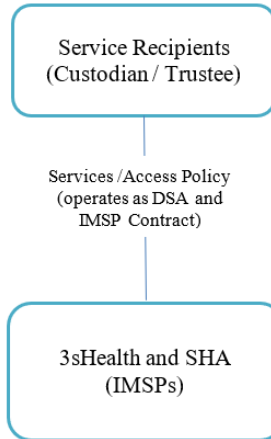 Service Recipients
(Custodian / Trustee)
Services /Access Policy
(operates as DSA and
IMSP Contract)
3sHealth and SHA
(IMSPs)